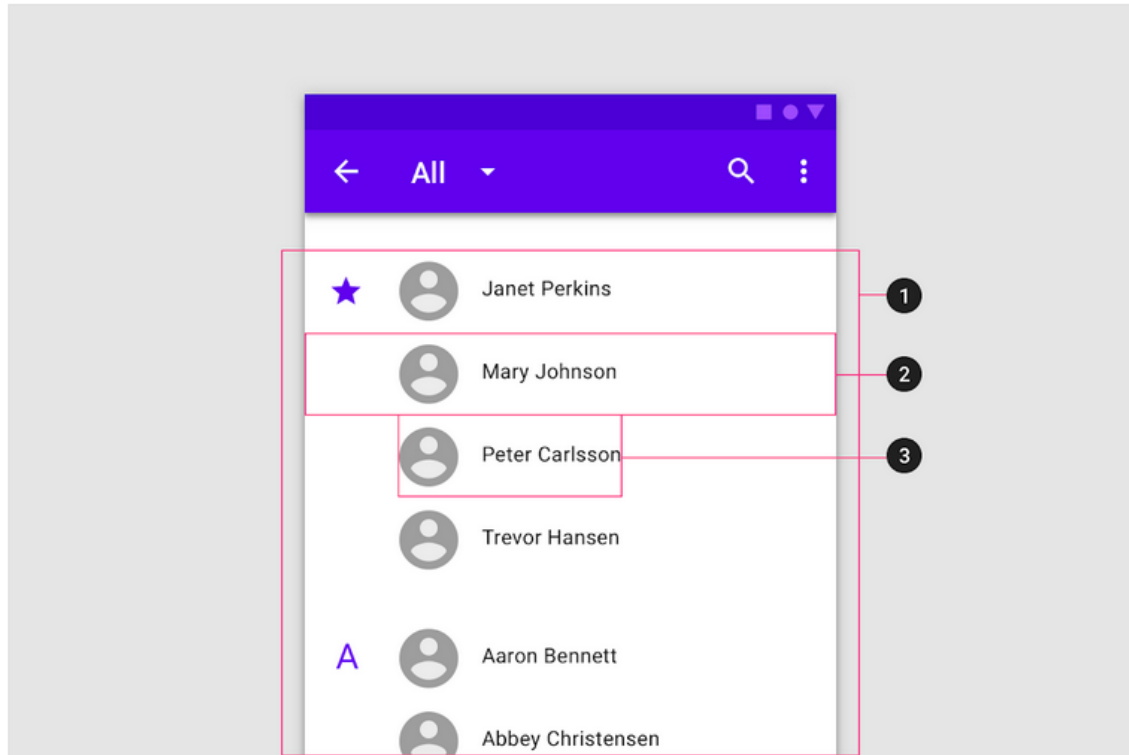 All
Janet Perkins
1
Mary Johnson
2
Peter Carlsson
3
Trevor Hansen
A
Aaron Bennett
Abbey Christensen